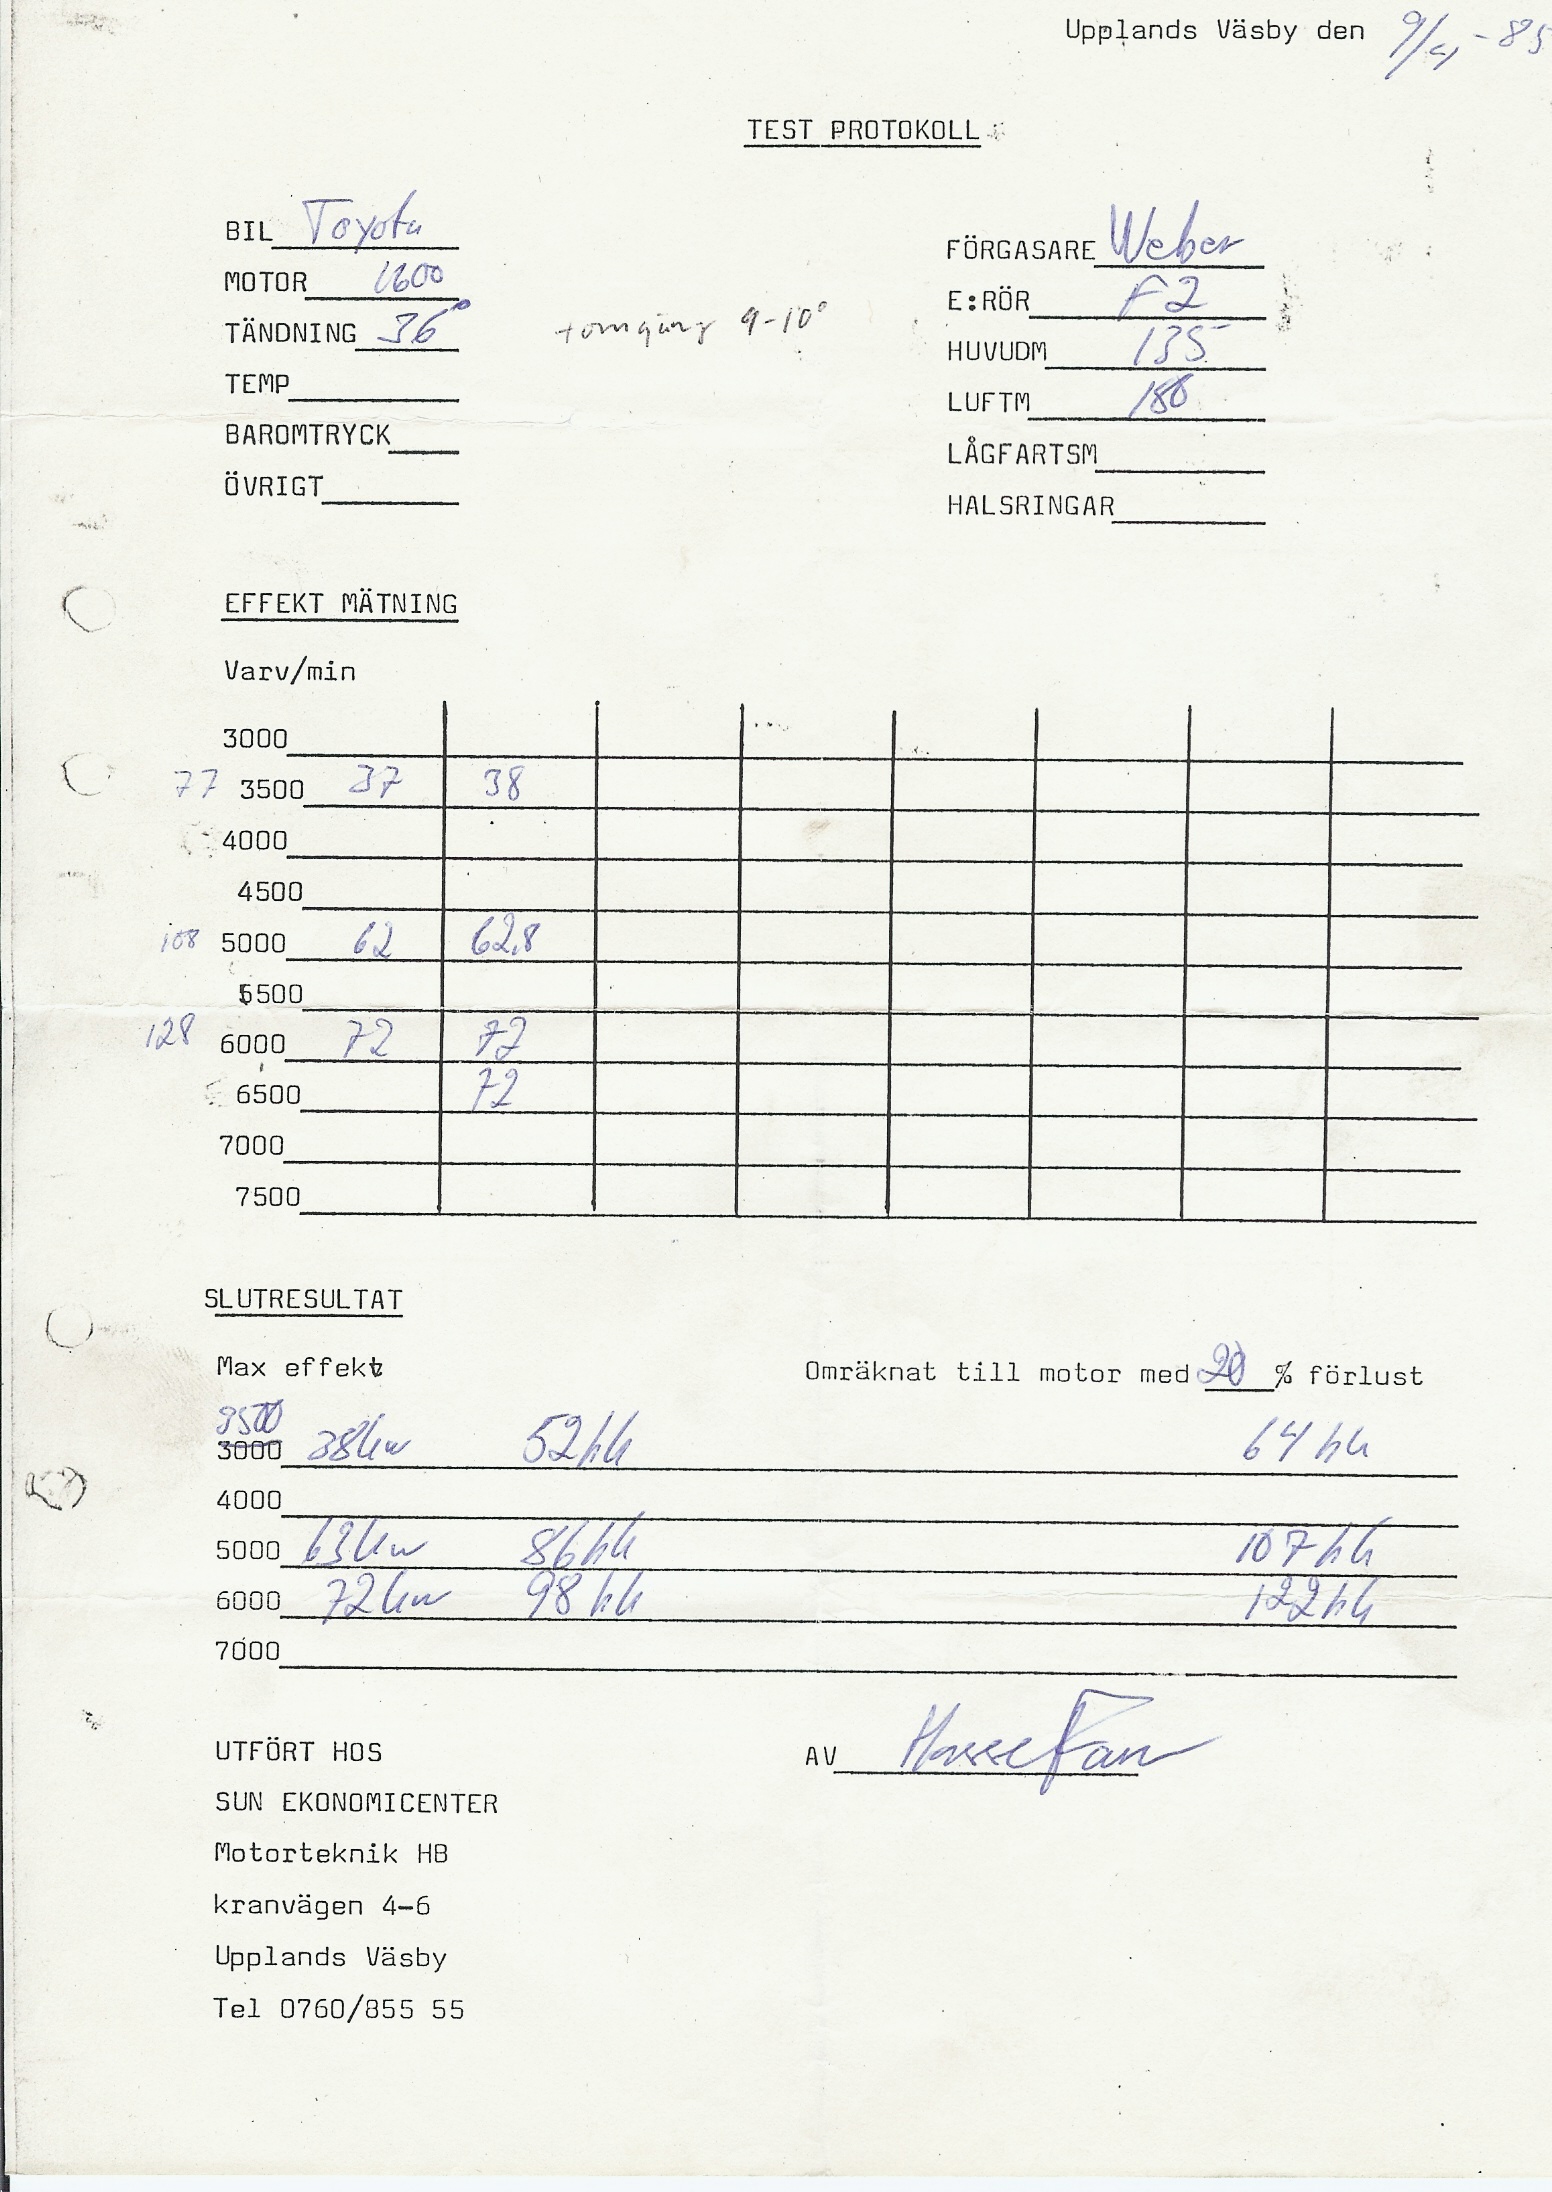 Upplands Väsby den 9/4 -85
TEST PROTOKOLL
BIL Toyota
MOTOR 1600
TÄNDNING 36° tomgång 9-10°
TEMP
BAROMTRYCK
ÖVRIGT
FÖRGASARE Weber
E:RÖR F2
HUVUDM 135
LUFTM 180
LÅGFARTSM
HALSRINGAR
EFFEKT MÄTNING
Varv/min
3000
77 3500 37 38
4000
4500
108 5000 62 62,8
5500
128 6000 72 72
6500 72
7000
7500
SLUTRESULTAT
Max effekt Omräknat till motor med 20 % förlust
3500
3000 38kw 52hk 64hk
4000
5000 63kw 86hk 107hk
6000 72kw 98hk 122hk
7000
UTFÖRT HOS AV Hasse
SUN EKONOMICENTER
Motorteknik HB
kranvägen 4-6
Upplands Väsby
Tel 0760/855 55